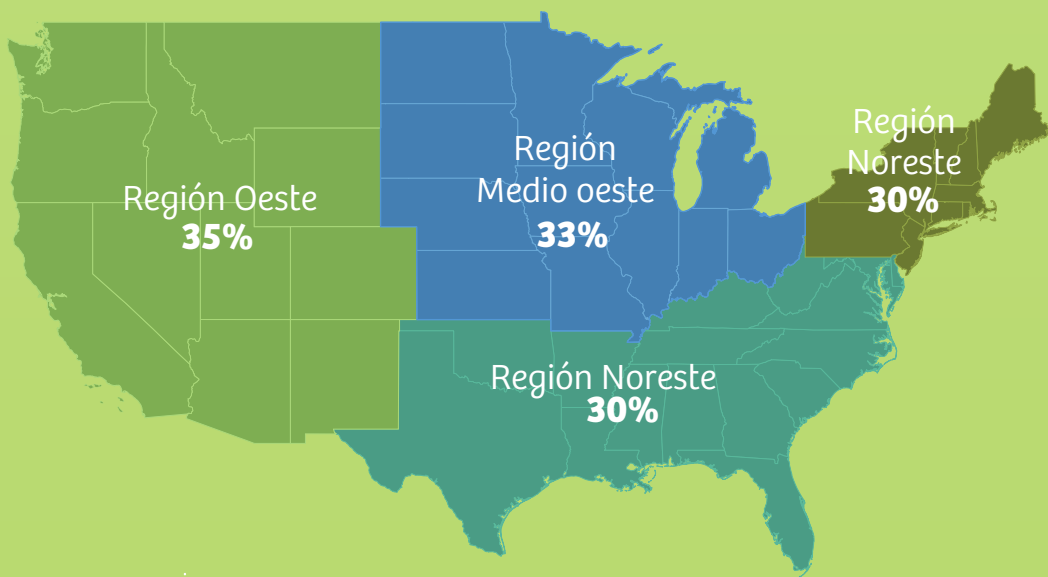 Región Oeste
35%
Región
Medio oeste
33%
Región
Noreste
30%
Región Noreste
30%